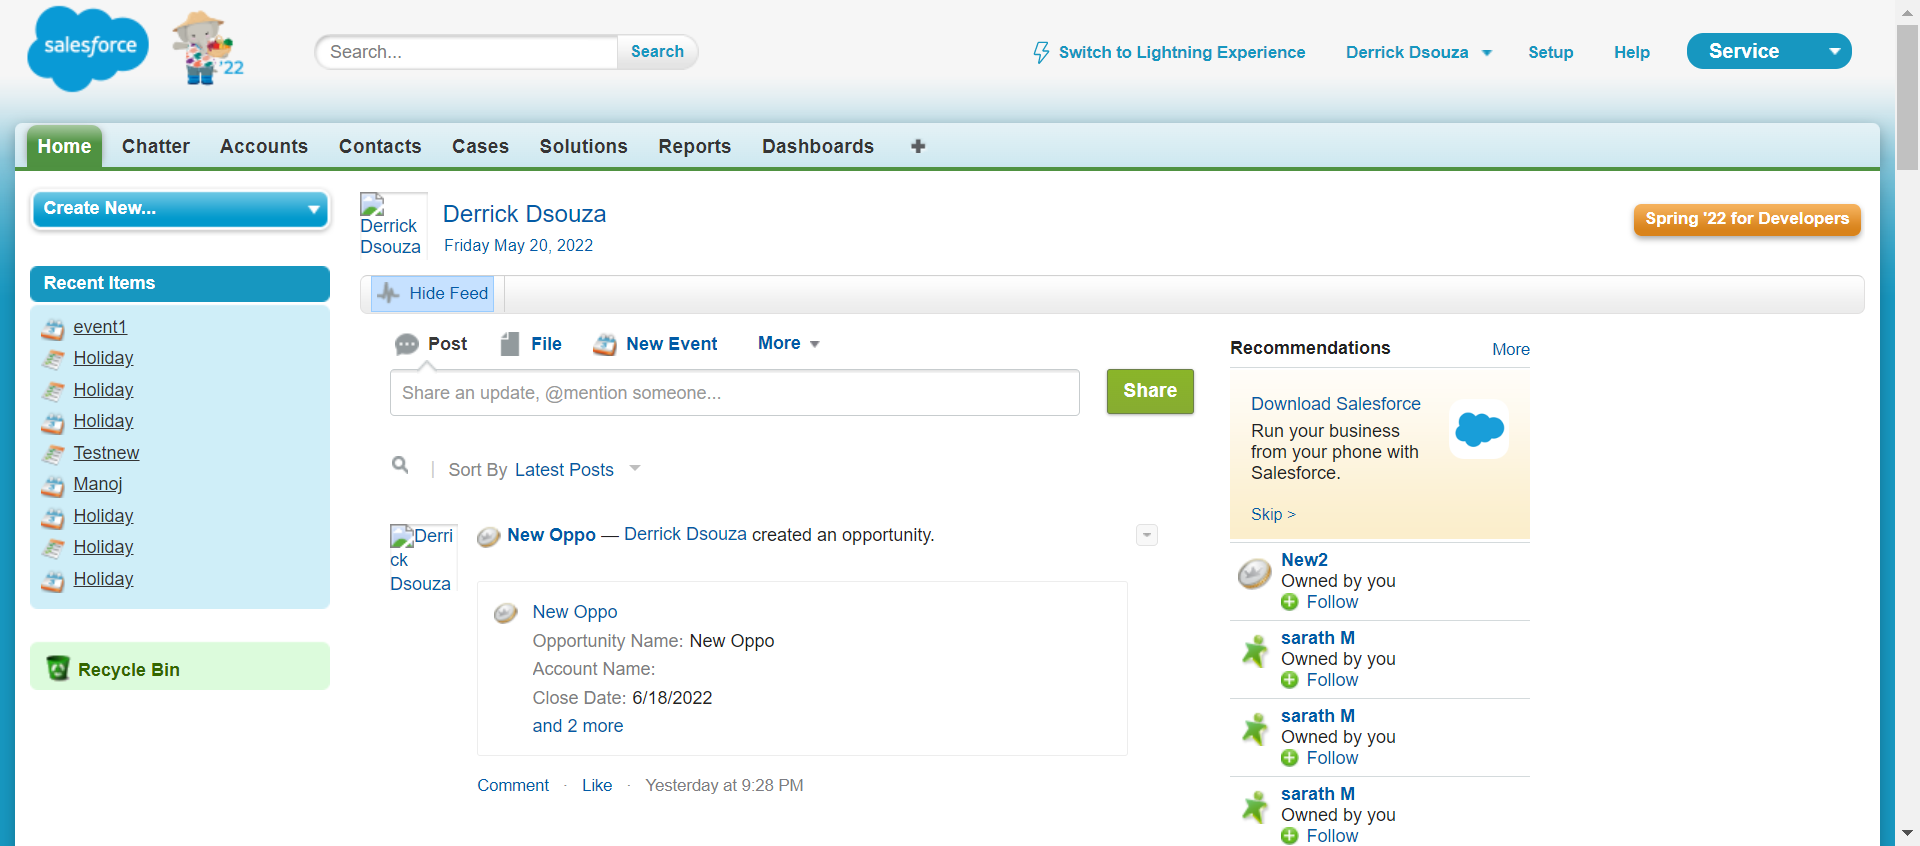 salesforce
'22
Search...
Search
Switch to Lightning Experience
Derrick Dsouza
Setup
Help
Service
Home
Chatter
Accounts
Contacts
Cases
Solutions
Reports
Dashboards
Create New...
Recent Items
event1
Holiday
Holiday
Holiday
Testnew
Manoj
Holiday
Holiday
Holiday
Recycle Bin
Derrick
Dsouza
Derrick Dsouza
Friday May 20, 2022
Spring '22 for Developers
Hide Feed
Post
File
New Event
More
Share an update, @mention someone...
Share
Sort By Latest Posts
Derri
ck
Dsouza
New Oppo — Derrick Dsouza created an opportunity.
New Oppo
Opportunity Name: New Oppo
Account Name:
Close Date: 6/18/2022
and 2 more
Comment · Like · Yesterday at 9:28 PM
Recommendations
More
Download Salesforce
Run your business
from your phone with
Salesforce.
Skip >
New2
Owned by you
Follow
sarath M
Owned by you
Follow
sarath M
Owned by you
Follow
sarath M
Owned by you
Follow